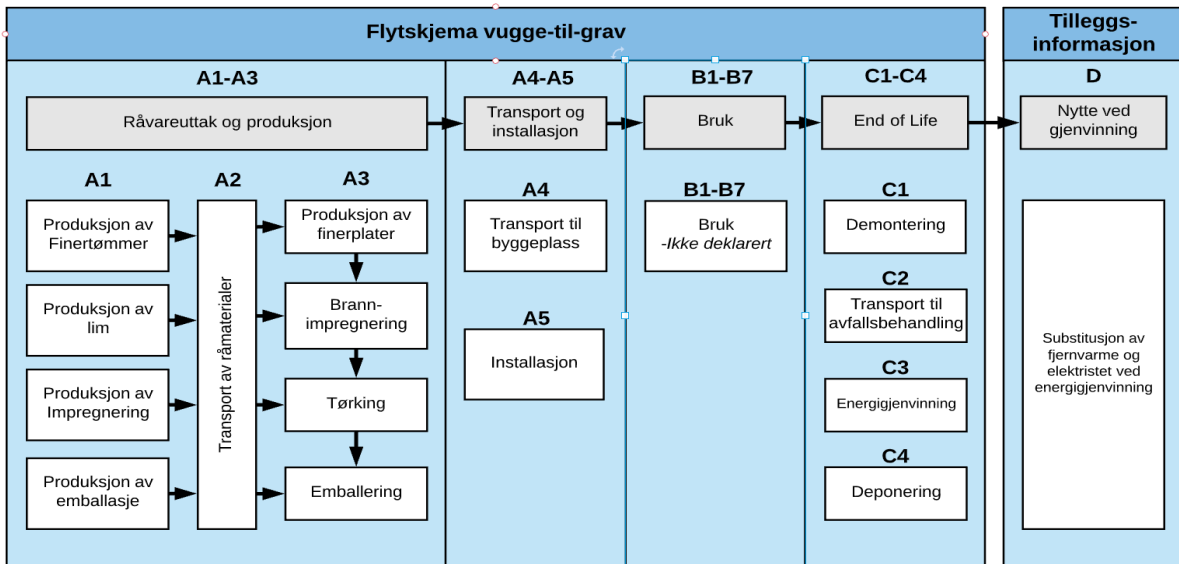 Flytskjema vugge-til-grav
Tilleggs-
informasjon
A1-A3
Råvareuttak og produksjon
A4-A5
Transport og
installasjon
B1-B7
Bruk
C1-C4
End of Life
D
Nytte ved
gjenvinning
A1
Produksjon av
Finertømmer
Produksjon av
lim
Produksjon av
Impregnering
Produksjon av
emballasje
A2
Transport av råmaterialer
A3
Produksjon av
finerplater
Brann-
impregnering
Tørking
Emballering
A4
Transport til
byggeplass
A5
Installasjon
B1-B7
Bruk
-Ikke deklarert
C1
Demontering
C2
Transport til
avfallsbehandling
C3
Energigjenvinning
C4
Deponering
Substitusjon av
fjernvarme og
elektristet ved
energigjenvinning